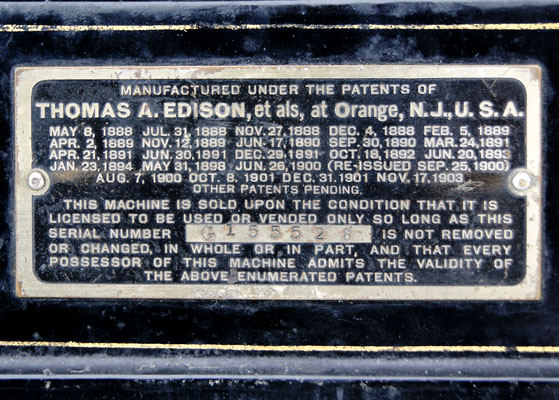 MANUFACTURED UNDER THE PATENTS OF
THOMAS A. EDISON, et als, at Orange, N.J., U.S.A.
MAY 8, 1888 JUL. 31, 1888 NOV. 27, 1888 DEC. 4, 1888 FEB. 5, 1889
APR. 2, 1889 NOV. 12, 1889 JUN. 17, 1890 SEP. 30, 1890 MAR. 24, 1891
APR. 21, 1891 JUN. 30, 1891 DEC. 29, 1891 OCT. 18, 1892 JUN. 20, 1893
JAN. 23, 1894 MAY 31, 1898 JUN. 26, 1900 (RE-ISSUED SEP. 25, 1900)
AUG. 7, 1900 OCT. 8, 1901 DEC. 31, 1901 NOV. 17, 1903.
OTHER PATENTS PENDING.
THIS MACHINE IS SOLD UPON THE CONDITION THAT IT IS
LICENSED TO BE USED OR VENDED ONLY SO LONG AS THIS
SERIAL NUMBER G155528 IS NOT REMOVED
OR CHANGED, IN WHOLE OR IN PART, AND THAT EVERY
POSSESSOR OF THIS MACHINE ADMITS THE VALIDITY OF
THE ABOVE ENUMERATED PATENTS.